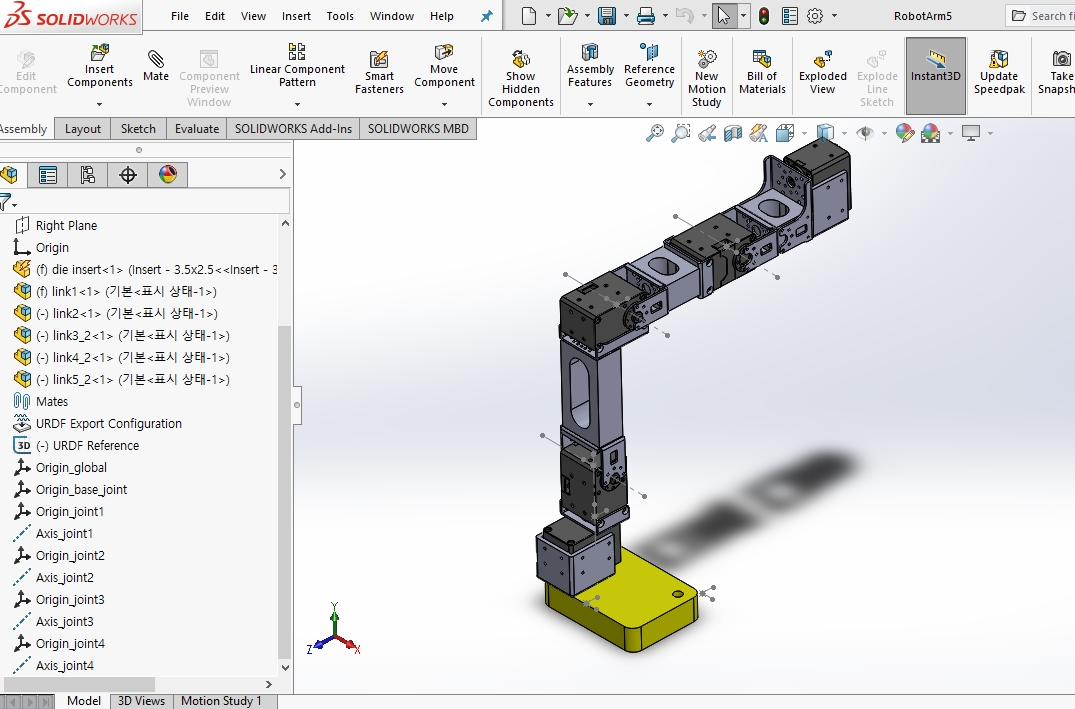 SOLIDWORKS File Edit View Insert Tools Window Help RobotArm5 Search fi
Edit Component
Insert Components
Mate
Component Preview Window
Linear Component Pattern
Smart Fasteners
Move Component
Show Hidden Components
Assembly Features
Reference Geometry
New Motion Study
Bill of Materials
Exploded View
Explode Line Sketch
Instant3D
Update Speedpak
Take Snapsh
Assembly Layout Sketch Evaluate SOLIDWORKS Add-Ins SOLIDWORKS MBD
Right Plane
Origin
(f) die insert<1> (Insert - 3.5x2.5<<Insert - 3
(f) link1<1> (기본<표시 상태-1>)
(-) link2<1> (기본<표시 상태-1>)
(-) link3_2<1> (기본<표시 상태-1>)
(-) link4_2<1> (기본<표시 상태-1>)
(-) link5_2<1> (기본<표시 상태-1>)
Mates
URDF Export Configuration
3D (-) URDF Reference
Origin_global
Origin_base_joint
Origin_joint1
Axis_joint1
Origin_joint2
Axis_joint2
Origin_joint3
Axis_joint3
Origin_joint4
Axis_joint4
Y
Z X
Model 3D Views Motion Study 1